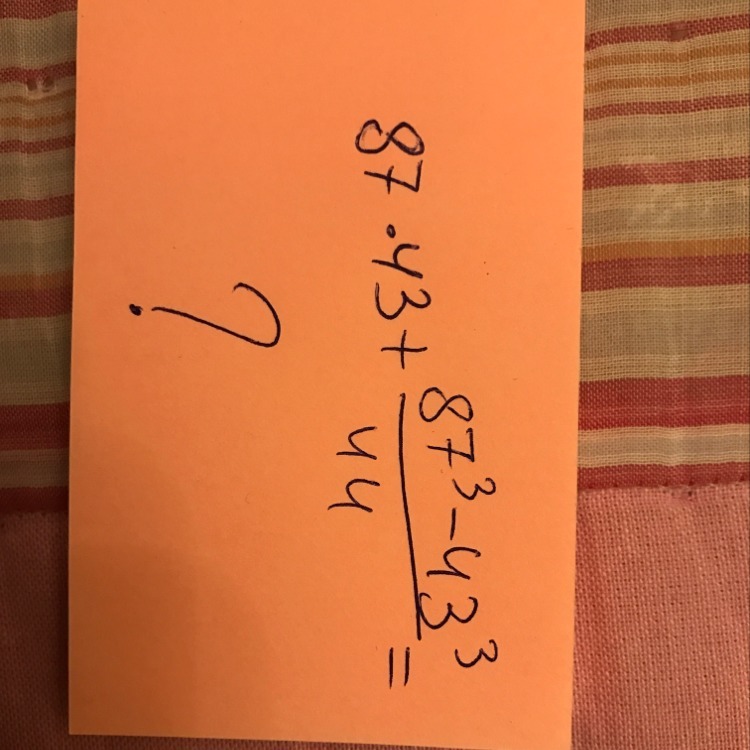 87 · 43 + (87³ - 43³)/44 =
?